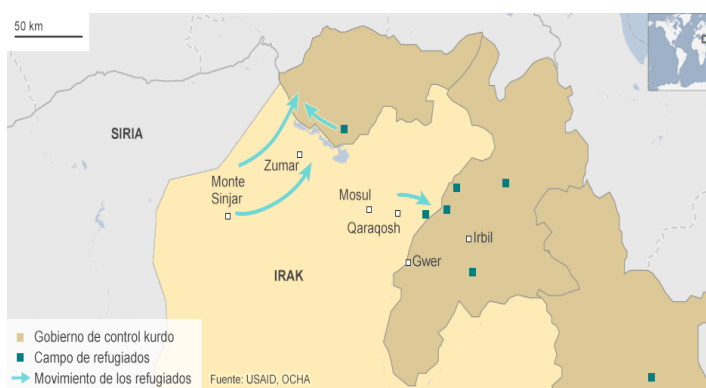 50 km
SIRIA
Zumar
Monte
Sinjar
Mosul
Qaraqosh
Irbil
Gwer
IRAK
Gobierno de control kurdo
Campo de refugiados
Movimiento de los refugiados
Fuente: USAID, OCHA